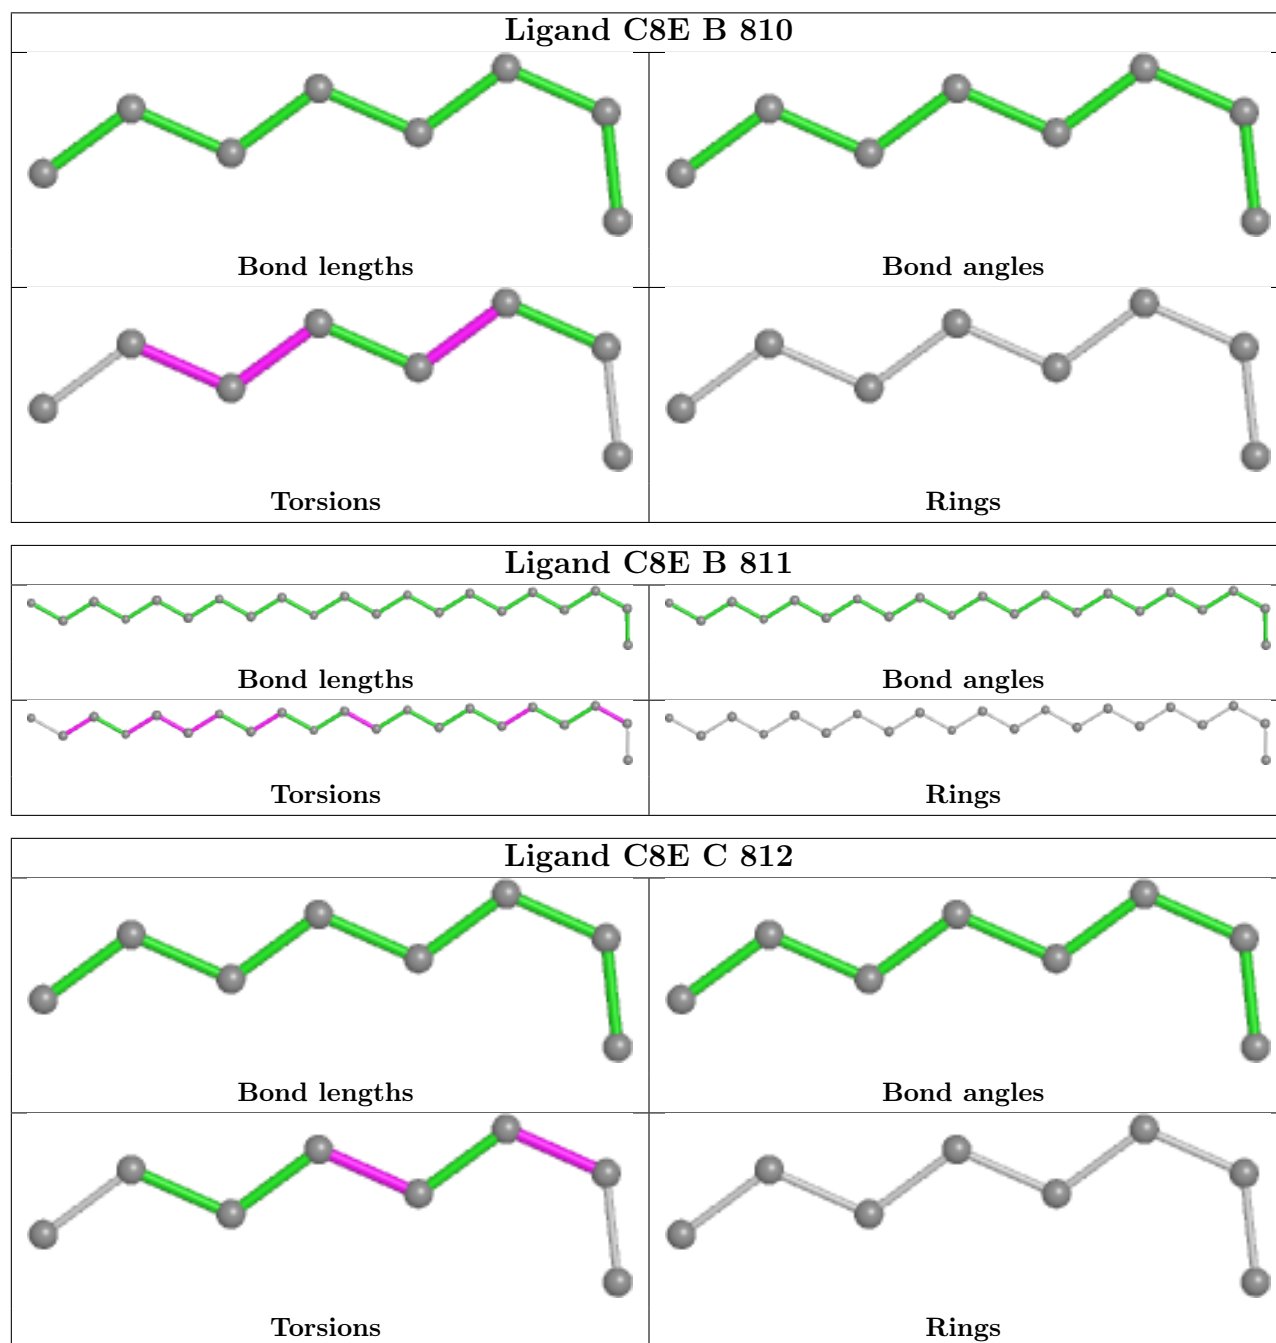 Ligand C8E B 810
Bond lengths
Bond angles
Torsions
Rings
Ligand C8E B 811
Bond lengths
Bond angles
Torsions
Rings
Ligand C8E C 812
Bond lengths
Bond angles
Torsions
Rings